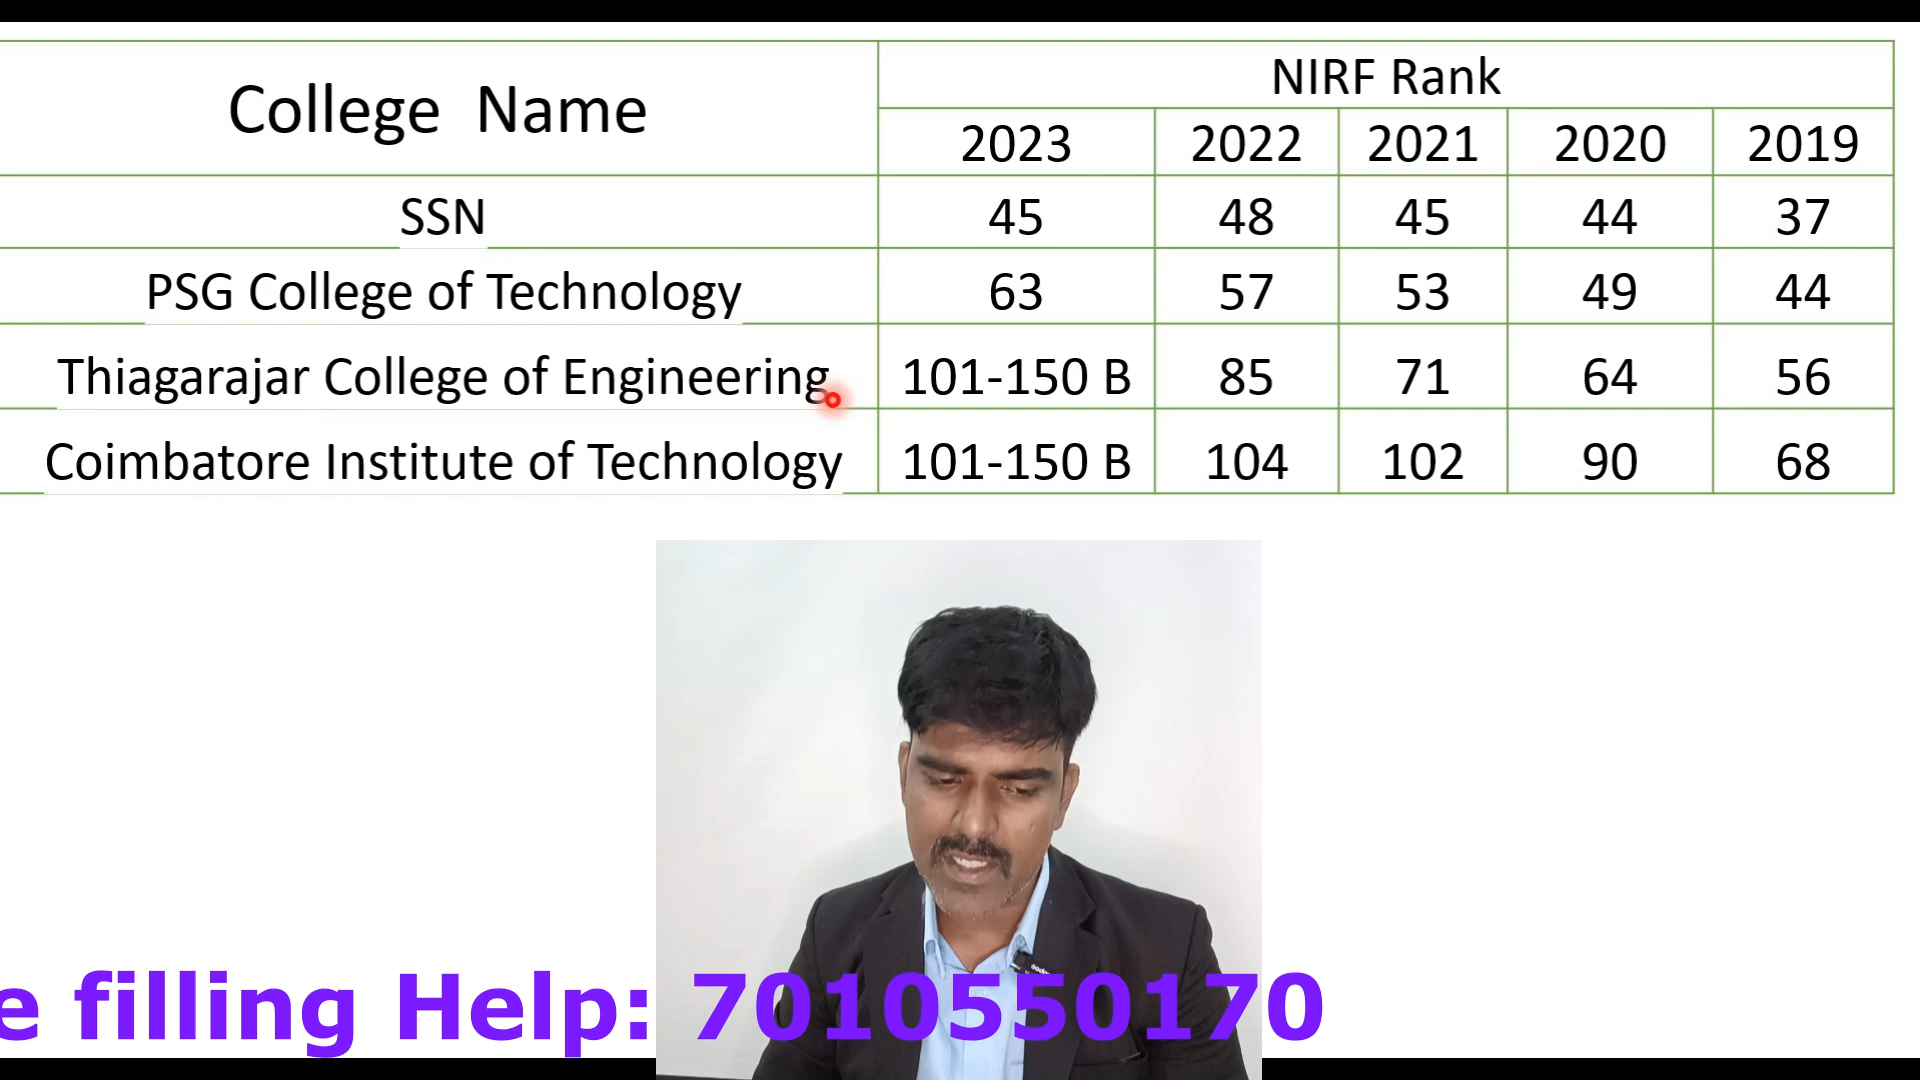 College Name
NIRF Rank
2023 2022 2021 2020 2019
SSN 45 48 45 44 37
PSG College of Technology 63 57 53 49 44
Thiagarajar College of Engineering 101-150 B 85 71 64 56
Coimbatore Institute of Technology 101-150 B 104 102 90 68
e filling Help: 7010550170